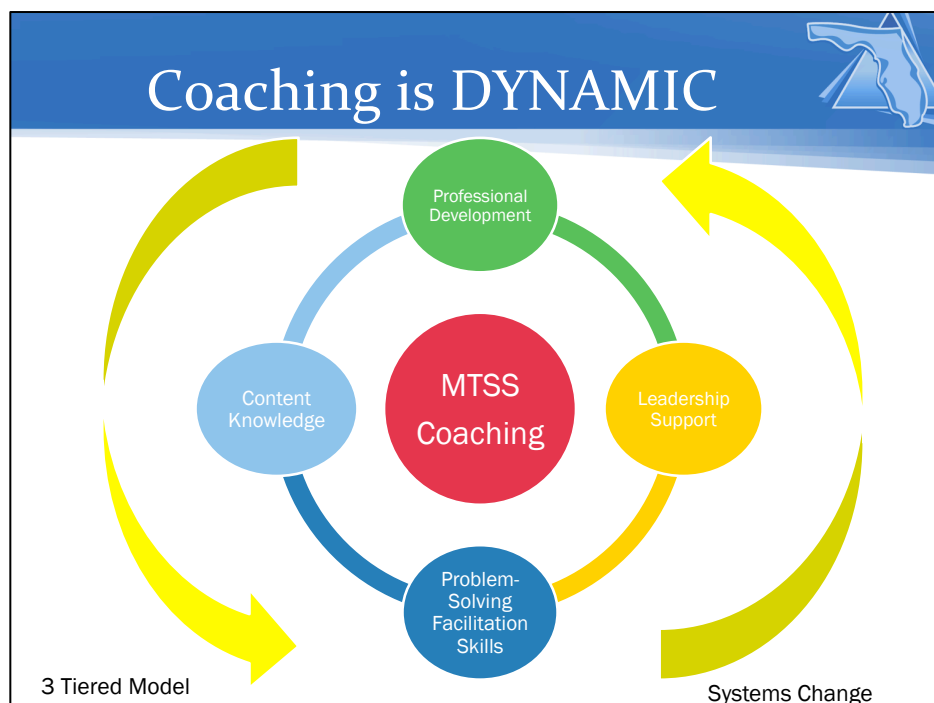 Coaching is DYNAMIC
Professional
Development
Content
Knowledge
MTSS
Coaching
Leadership
Support
Problem-
Solving
Facilitation
Skills
3 Tiered Model
Systems Change